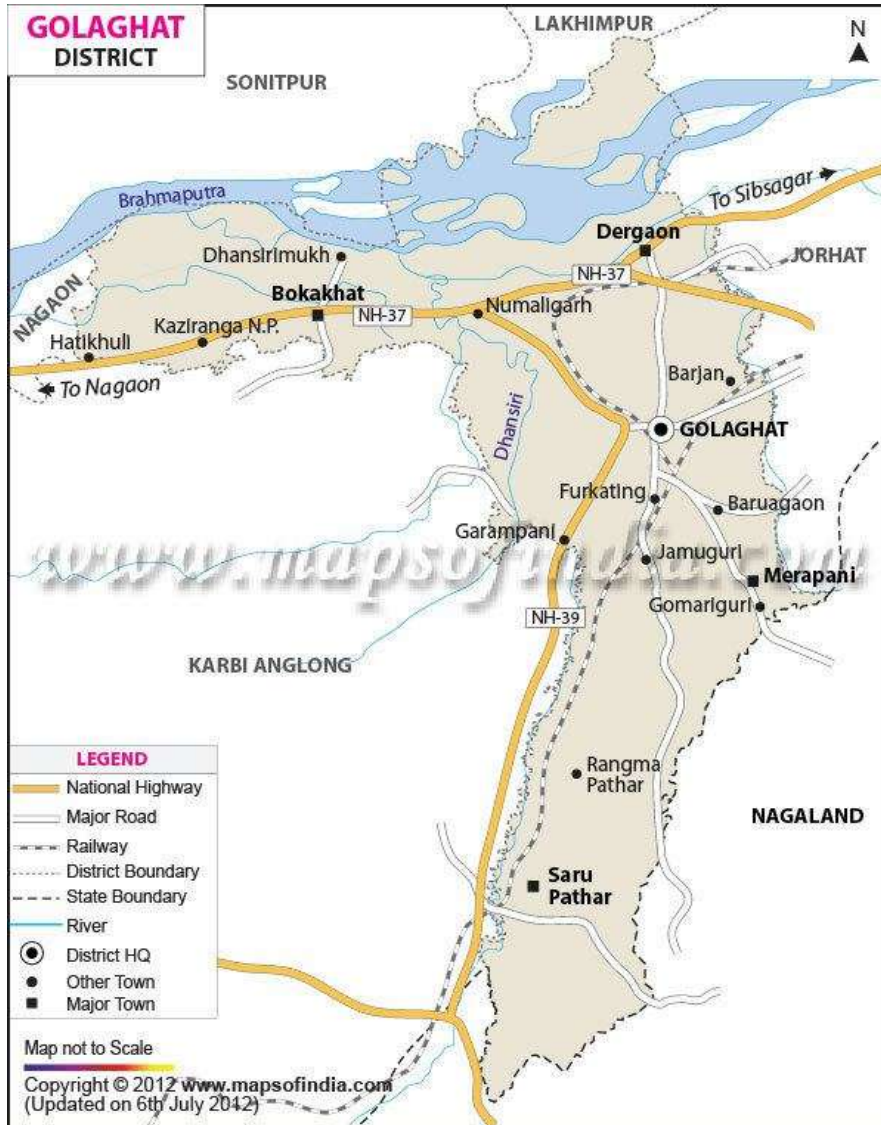 GOLAGHAT
DISTRICT
LAKHIMPUR
N
SONITPUR
Brahmaputra
To Sibsagar
Dergaon
Dhansirimukh
JORHAT
NAGAON
Bokakhat
NH-37
NH-37
Numaligarh
Kaziranga N.P.
Hatikhuli
To Nagaon
Barjan
Dhansiri
GOLAGHAT
Furkating
Baruagaon
Garampani
www.mapsofindia.com
Jamuguri
Merapani
Gomariguri
NH-39
KARBI ANGLONG
LEGEND
National Highway
Major Road
Railway
District Boundary
State Boundary
River
District HQ
Other Town
Major Town
Rangma
Pathar
NAGALAND
Saru
Pathar
Map not to Scale
Copyright © 2012 www.mapsofindia.com
(Updated on 6th July 2012)